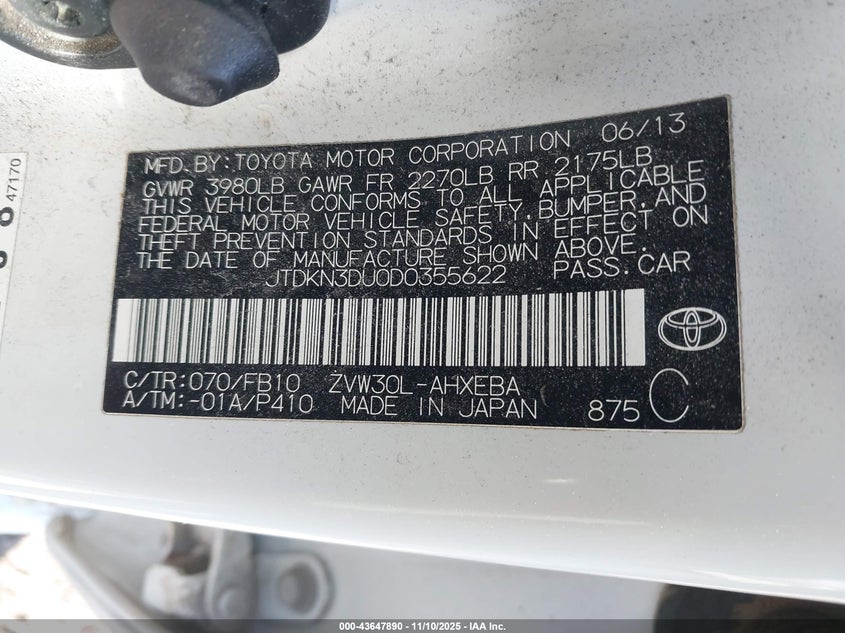 MFD.BY:TOYOTA MOTOR CORPORATION 06/13
GVWR 3980LB GAWR FR 2270LB RR 2175LB
THIS VEHICLE CONFORMS TO ALL APPLICABLE
FEDERAL MOTOR VEHICLE SAFETY,BUMPER,AND
THEFT PREVENTION STANDARDS IN EFFECT ON
THE DATE OF MANUFACTURE SHOWN ABOVE.
JTDKN3DU0D0355622 PASS.CAR
C/TR:070/FB10 ZVW30L-AHXEBA
A/TM:-01A/P410 MADE IN JAPAN 875 C
47170
000-43647890 - 11/10/2025 - IAA Inc.